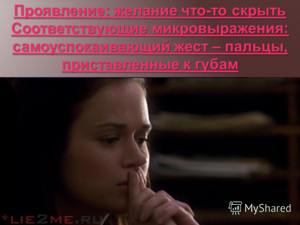 Проявление: желание что-то скрыть
Соответствующие микровыражения:
самоуспокаивающий жест – пальцы,
приставленные к губам
*LIE2ME.RU
MyShared